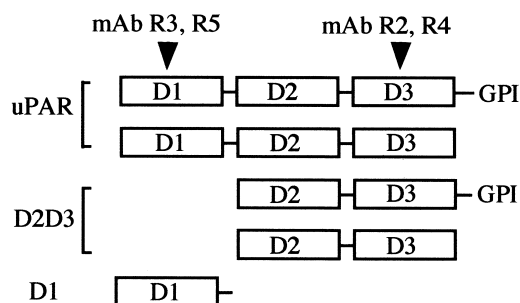 mAb R3, R5 mAb R2, R4
D1 D2 D3 GPI
uPAR
D1 D2 D3
D2 D3 GPI
D2D3
D2 D3
D1 D1